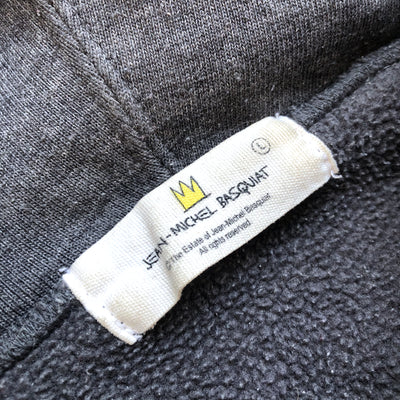 L
JEAN-MICHEL BASQUIAT
© The Estate of Jean-Michel Basquiat
All rights reserved.